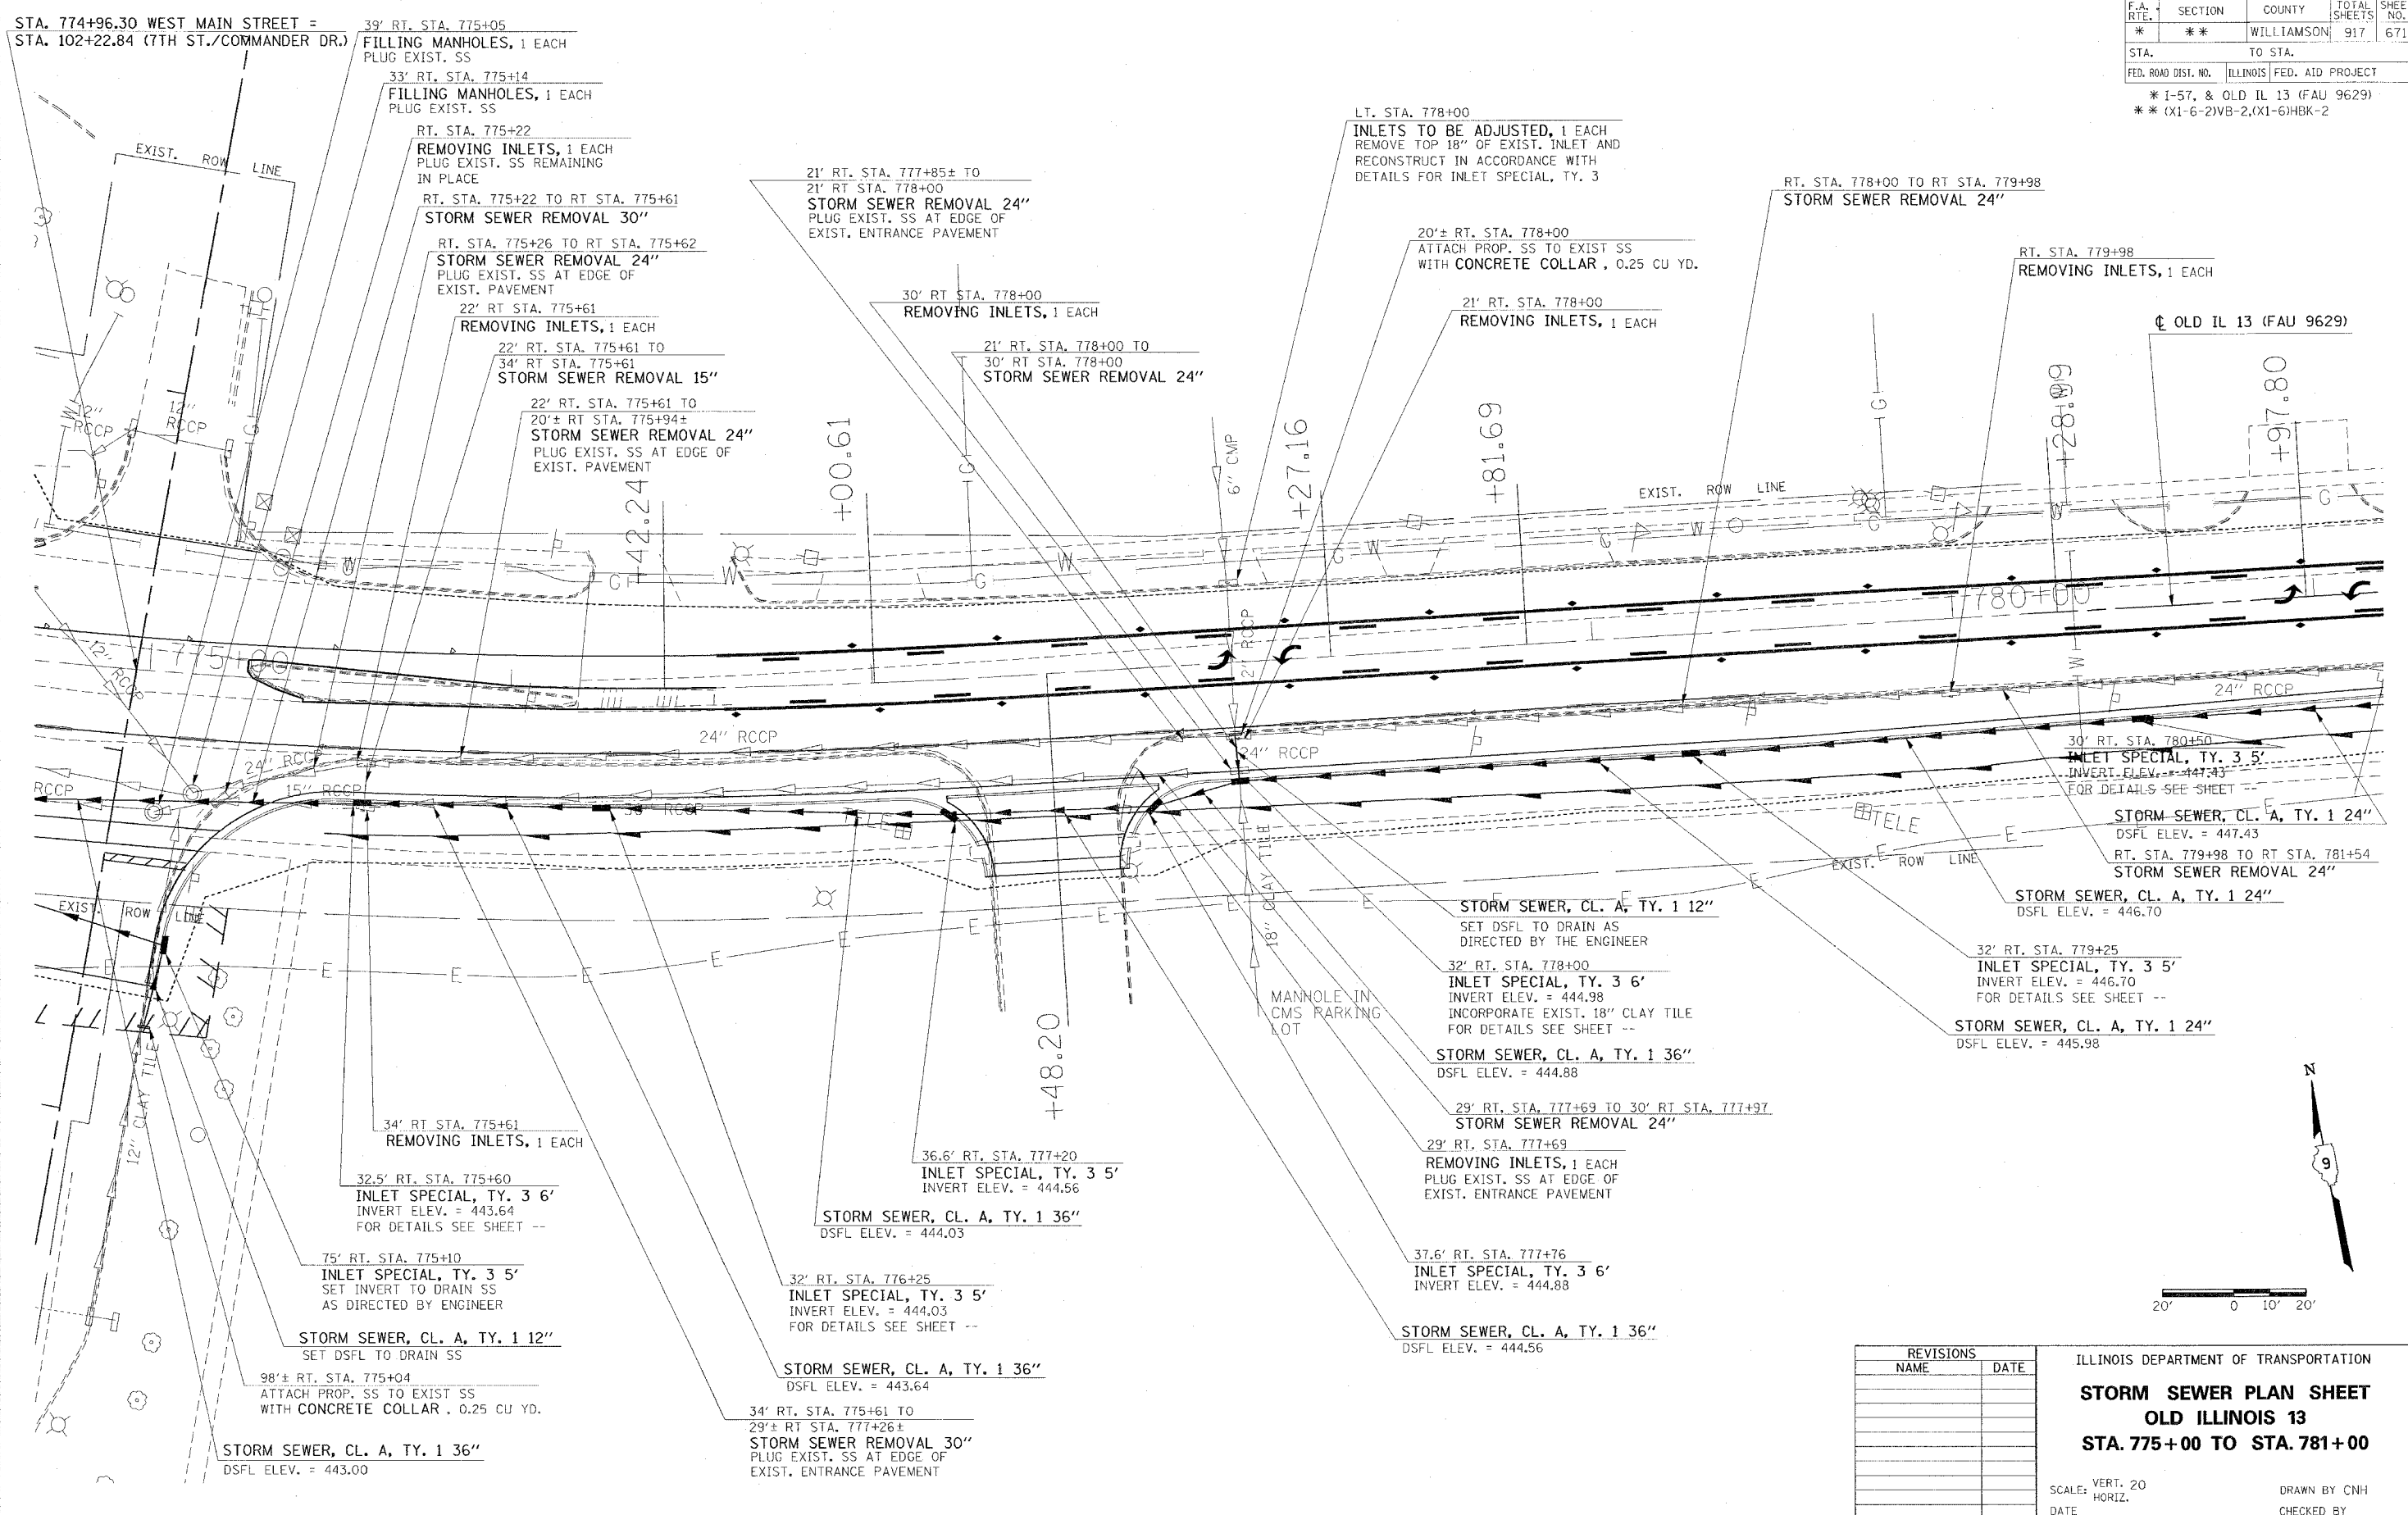 STA. 774+96.30 WEST MAIN STREET =
STA. 102+22.84 (7TH ST./COMMANDER DR.)
39' RT. STA. 775+05
FILLING MANHOLES, 1 EACH
PLUG EXIST. SS
33' RT. STA. 775+14
FILLING MANHOLES, 1 EACH
PLUG EXIST. SS
RT. STA. 775+22
REMOVING INLETS, 1 EACH
PLUG EXIST. SS REMAINING
IN PLACE
RT. STA. 775+22 TO RT STA. 775+61
STORM SEWER REMOVAL 30"
RT. STA. 775+26 TO RT STA. 775+62
STORM SEWER REMOVAL 24"
PLUG EXIST. SS AT EDGE OF
EXIST. PAVEMENT
22' RT STA. 775+61
REMOVING INLETS, 1 EACH
22' RT. STA. 775+61 TO
34' RT STA. 775+61
STORM SEWER REMOVAL 15"
22' RT. STA. 775+61 TO
20'± RT STA. 775+94±
STORM SEWER REMOVAL 24"
PLUG EXIST. SS AT EDGE OF
EXIST. PAVEMENT
21' RT. STA. 777+85± TO
21' RT STA. 778+00
STORM SEWER REMOVAL 24"
PLUG EXIST. SS AT EDGE OF
EXIST. ENTRANCE PAVEMENT
30' RT STA. 778+00
REMOVING INLETS, 1 EACH
21' RT. STA. 778+00 TO
30' RT STA. 778+00
STORM SEWER REMOVAL 24"
LT. STA. 778+00
INLETS TO BE ADJUSTED, 1 EACH
REMOVE TOP 18" OF EXIST. INLET AND
RECONSTRUCT IN ACCORDANCE WITH
DETAILS FOR INLET SPECIAL, TY. 3
20'± RT. STA. 778+00
ATTACH PROP. SS TO EXIST SS
WITH CONCRETE COLLAR , 0.25 CU YD.
21' RT. STA. 778+00
REMOVING INLETS, 1 EACH
RT. STA. 778+00 TO RT STA. 779+98
STORM SEWER REMOVAL 24"
RT. STA. 779+98
REMOVING INLETS, 1 EACH
℄ OLD IL 13 (FAU 9629)
F.A. RTE. SECTION COUNTY TOTAL SHEETS SHEE NO.
* ** WILLIAMSON 917 671
STA. TO STA.
FED. ROAD DIST. NO. ILLINOIS FED. AID PROJECT
* I-57, & OLD IL 13 (FAU 9629)
** (X1-6-2)VB-2,(X1-6)HBK-2
EXIST. ROW LINE
12" RCCP
12" RCCP
+42.24
+00.61
6" CMP
+27.16
+81.69
+28.09
+97.80
EXIST. ROW LINE
G
W
775+00
780+00
12" RCCP
RCCP
24" RCCP
15" RCCP
24" RCCP
24" RCCP
24" RCCP
TELE
TELE
EXIST. ROW LINE
EXIST. ROW LINE
E
12" CLAY TILE
18" CLAY TILE
+48.20
MANHOLE IN
CMS PARKING
LOT
30' RT. STA. 780+50
INLET SPECIAL, TY. 3 5'
INVERT ELEV. = 447.43
FOR DETAILS SEE SHEET --
STORM SEWER, CL. A, TY. 1 24"
DSFL ELEV. = 447.43
RT. STA. 779+98 TO RT STA. 781+54
STORM SEWER REMOVAL 24"
STORM SEWER, CL. A, TY. 1 24"
DSFL ELEV. = 446.70
32' RT. STA. 779+25
INLET SPECIAL, TY. 3 5'
INVERT ELEV. = 446.70
FOR DETAILS SEE SHEET --
STORM SEWER, CL. A, TY. 1 24"
DSFL ELEV. = 445.98
STORM SEWER, CL. A, TY. 1 12"
SET DSFL TO DRAIN AS
DIRECTED BY THE ENGINEER
32' RT. STA. 778+00
INLET SPECIAL, TY. 3 6'
INVERT ELEV. = 444.98
INCORPORATE EXIST. 18" CLAY TILE
FOR DETAILS SEE SHEET --
STORM SEWER, CL. A, TY. 1 36"
DSFL ELEV. = 444.88
29' RT. STA. 777+69 TO 30' RT STA. 777+97
STORM SEWER REMOVAL 24"
29' RT. STA. 777+69
REMOVING INLETS, 1 EACH
PLUG EXIST. SS AT EDGE OF
EXIST. ENTRANCE PAVEMENT
37.6' RT. STA. 777+76
INLET SPECIAL, TY. 3 6'
INVERT ELEV. = 444.88
STORM SEWER, CL. A, TY. 1 36"
DSFL ELEV. = 444.56
34' RT STA. 775+61
REMOVING INLETS, 1 EACH
32.5' RT. STA. 775+60
INLET SPECIAL, TY. 3 6'
INVERT ELEV. = 443.64
FOR DETAILS SEE SHEET --
75' RT. STA. 775+10
INLET SPECIAL, TY. 3 5'
SET INVERT TO DRAIN SS
AS DIRECTED BY ENGINEER
STORM SEWER, CL. A, TY. 1 12"
SET DSFL TO DRAIN SS
98'± RT. STA. 775+04
ATTACH PROP. SS TO EXIST SS
WITH CONCRETE COLLAR . 0.25 CU YD.
STORM SEWER, CL. A, TY. 1 36"
DSFL ELEV. = 443.00
36.6' RT. STA. 777+20
INLET SPECIAL, TY. 3 5'
INVERT ELEV. = 444.56
STORM SEWER, CL. A, TY. 1 36"
DSFL ELEV. = 444.03
32' RT. STA. 776+25
INLET SPECIAL, TY. 3 5'
INVERT ELEV. = 444.03
FOR DETAILS SEE SHEET --
STORM SEWER, CL. A, TY. 1 36"
DSFL ELEV. = 443.64
34' RT. STA. 775+61 TO
29'± RT STA. 777+26±
STORM SEWER REMOVAL 30"
PLUG EXIST. SS AT EDGE OF
EXIST. ENTRANCE PAVEMENT
N
9
20' 0 10' 20'
REVISIONS
NAME DATE
ILLINOIS DEPARTMENT OF TRANSPORTATION
STORM SEWER PLAN SHEET
OLD ILLINOIS 13
STA. 775+00 TO STA. 781+00
SCALE: VERT. 20
HORIZ.
DRAWN BY CNH
DATE
CHECKED BY